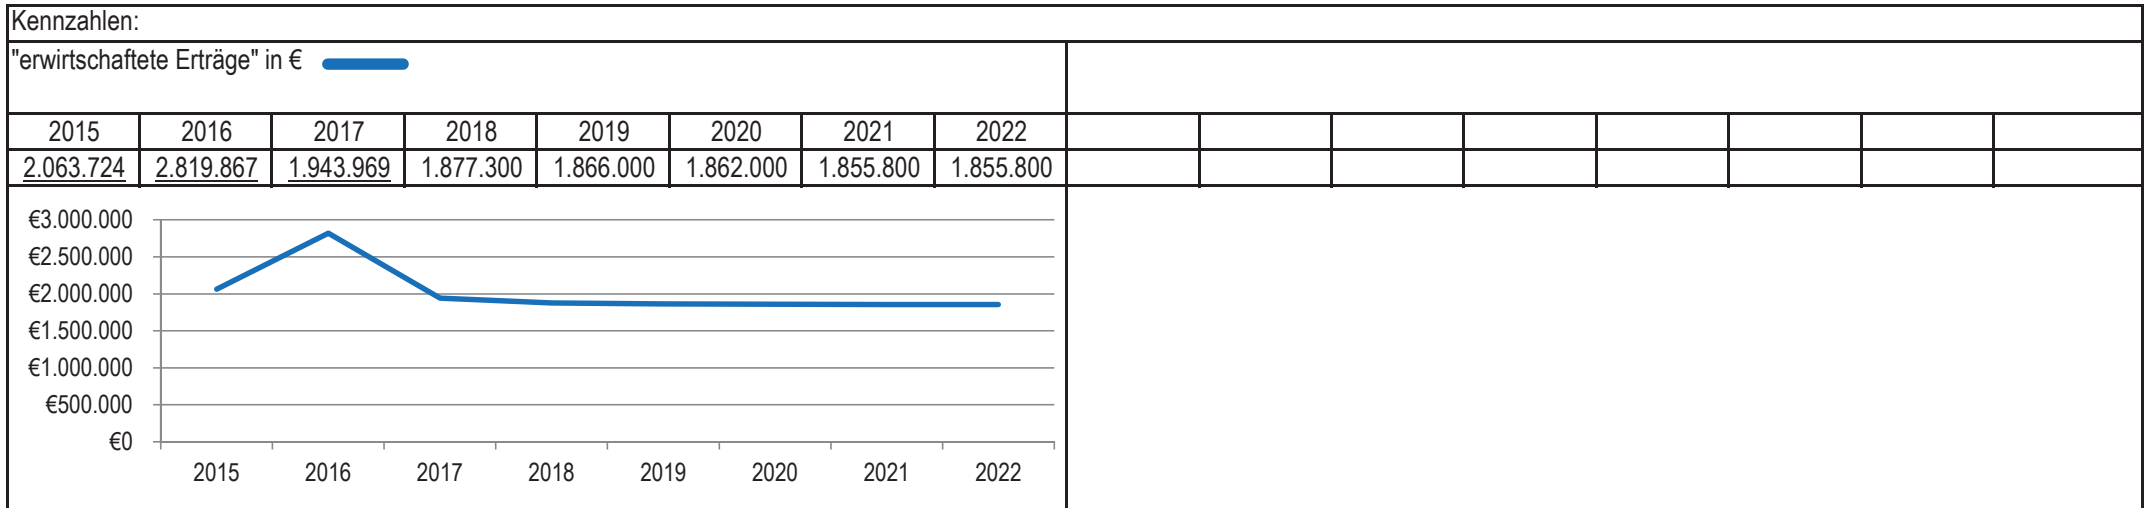 Kennzahlen:
"erwirtschaftete Erträge" in €
2015 2016 2017 2018 2019 2020 2021 2022
2.063.724 2.819.867 1.943.969 1.877.300 1.866.000 1.862.000 1.855.800 1.855.800
€3.000.000
€2.500.000
€2.000.000
€1.500.000
€1.000.000
€500.000
€0
2015 2016 2017 2018 2019 2020 2021 2022